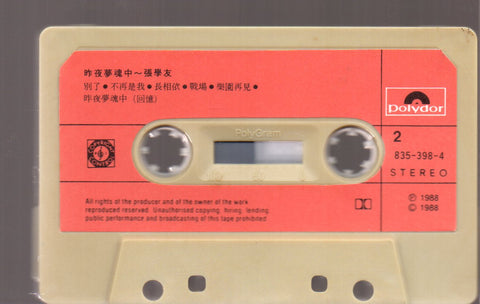 昨夜夢魂中~張學友
別了●不再是我●長相依●戰場●樂園再見●
昨夜夢魂中(回憶)
polydor
2
835-398-4
STEREO
PolyGram
All rights of the producer and of the owner of the work
reproduced reserved. Unauthorised copying, hiring, lending,
public performance and broadcasting of this tape prohibited
Ⓟ 1988
© 1988